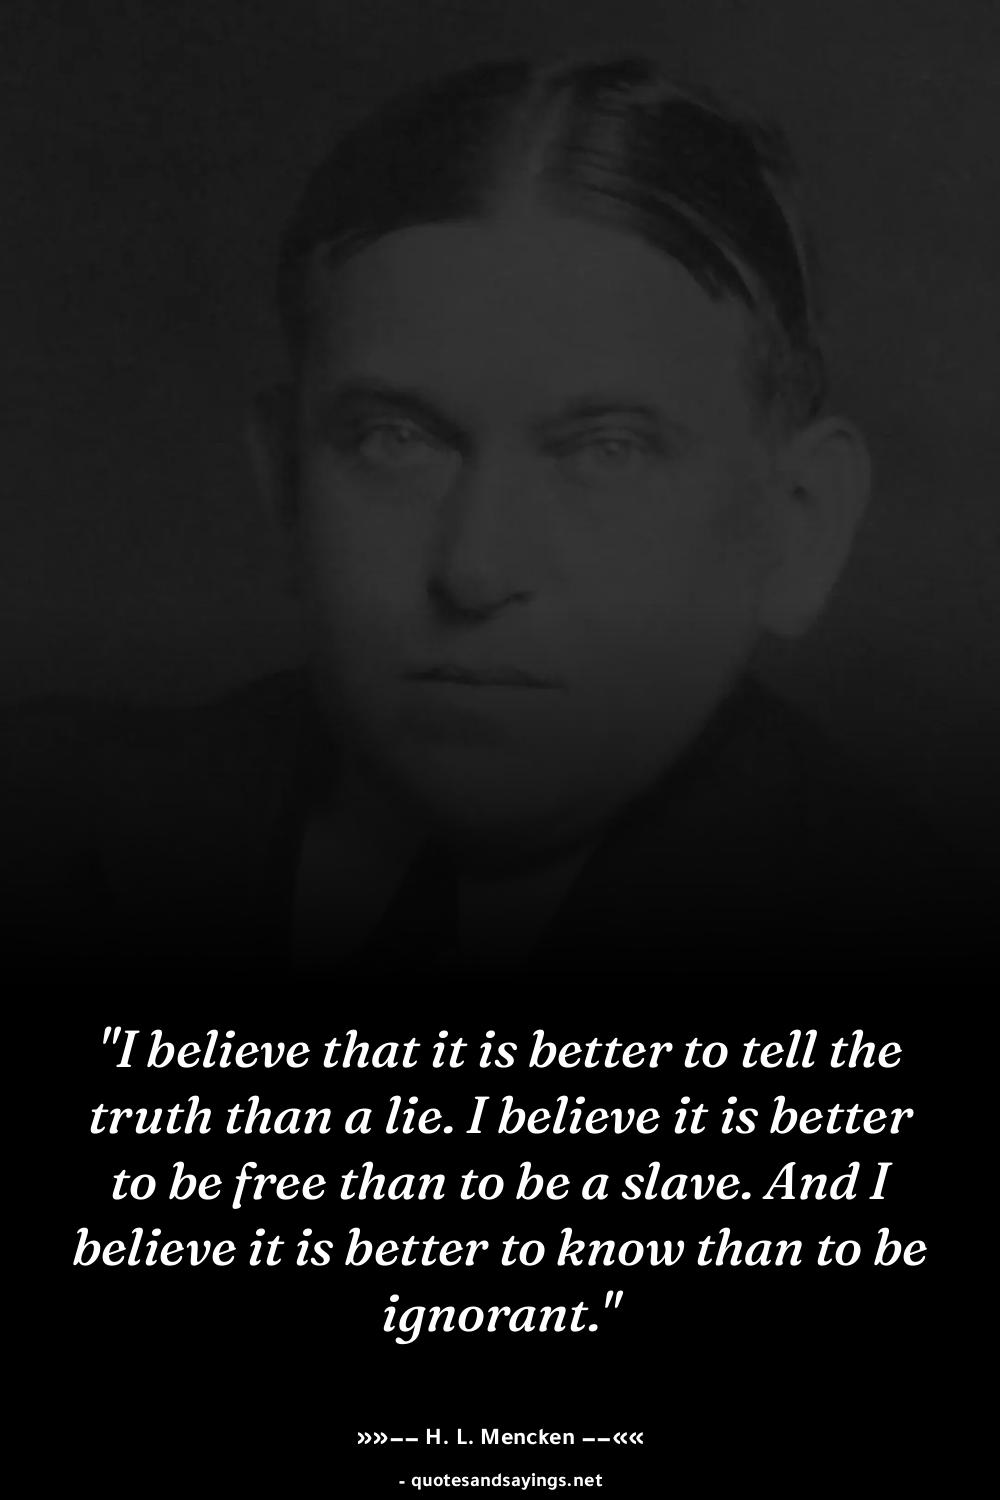 "I believe that it is better to tell the
truth than a lie. I believe it is better
to be free than to be a slave. And I
believe it is better to know than to be
ignorant."
»»–– H. L. Mencken ––««
- quotesandsayings.net